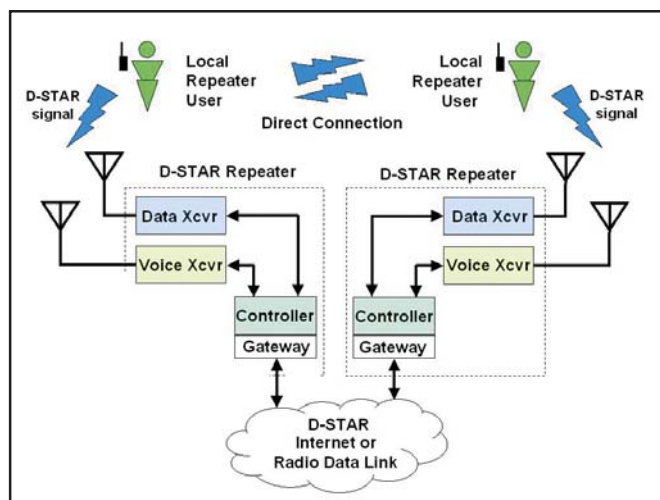 Local
Repeater
User
D-STAR
signal
Direct Connection
Local
Repeater
User
D-STAR
signal
D-STAR Repeater
Data Xcvr
Voice Xcvr
Controller
Gateway
D-STAR Repeater
Data Xcvr
Voice Xcvr
Controller
Gateway
D-STAR
Internet or
Radio Data Link